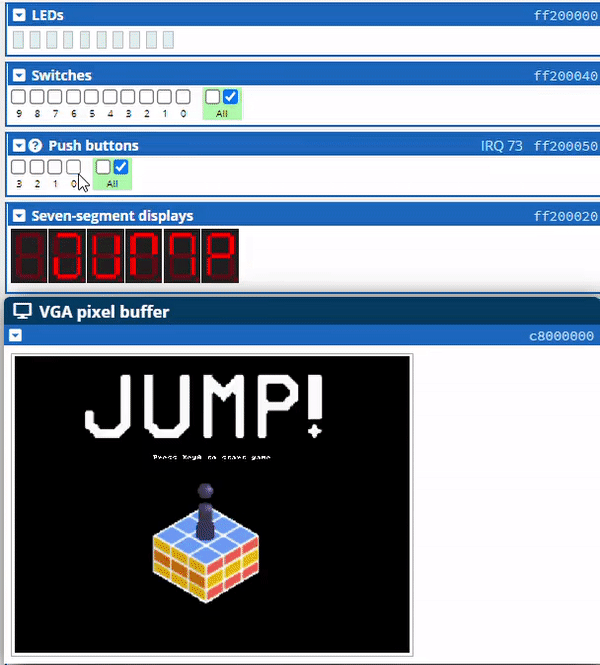 LEDs ff200000
Switches ff200040
9 8 7 6 5 4 3 2 1 0 All
Push buttons IRQ 73 ff200050
3 2 1 0 All
Seven-segment displays ff200020
VGA pixel buffer
c8000000
JUMP!
Press Key0 to start game